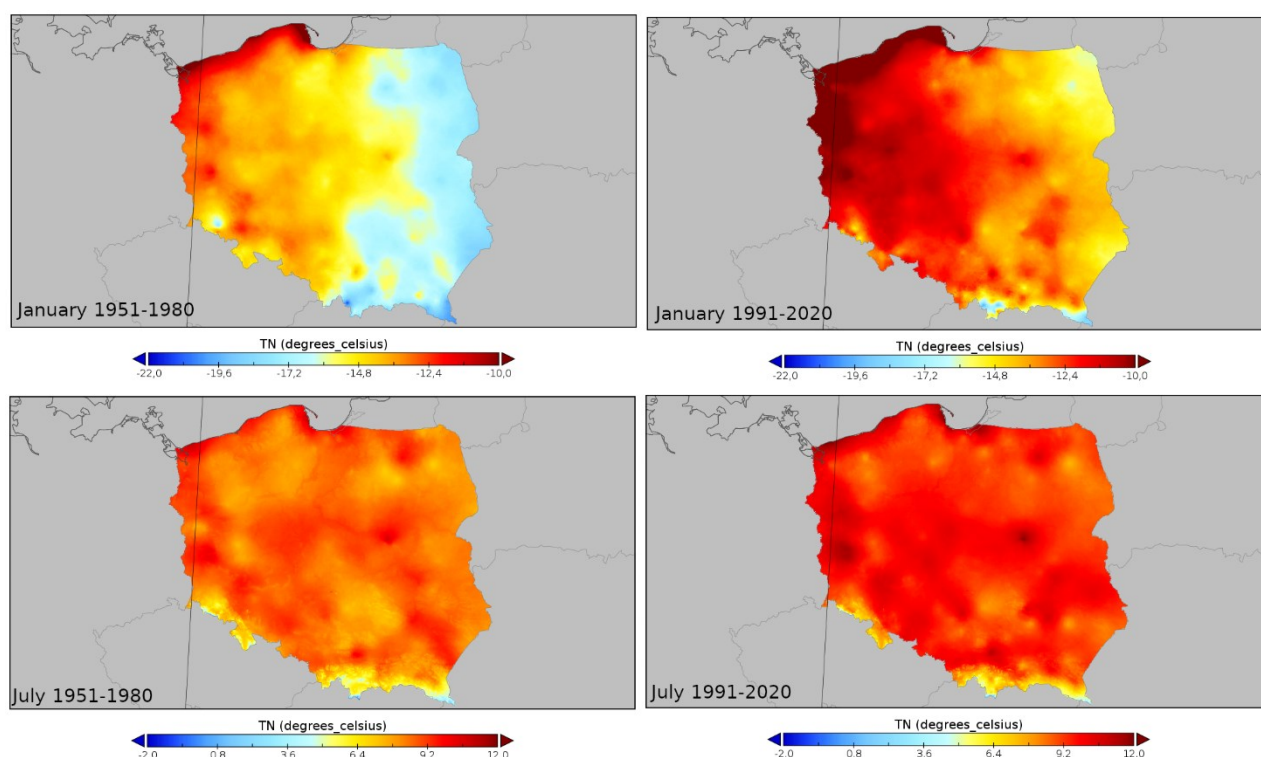 January 1951-1980
TN (degrees_celsius)
-22,0 -19,6 -17,2 -14,8 -12,4 -10,0
January 1991-2020
TN (degrees_celsius)
-22,0 -19,6 -17,2 -14,8 -12,4 -10,0
July 1951-1980
TN (degrees_celsius)
-2,0 0,8 3,6 6,4 9,2 12,0
July 1991-2020
TN (degrees_celsius)
-2,0 0,8 3,6 6,4 9,2 12,0